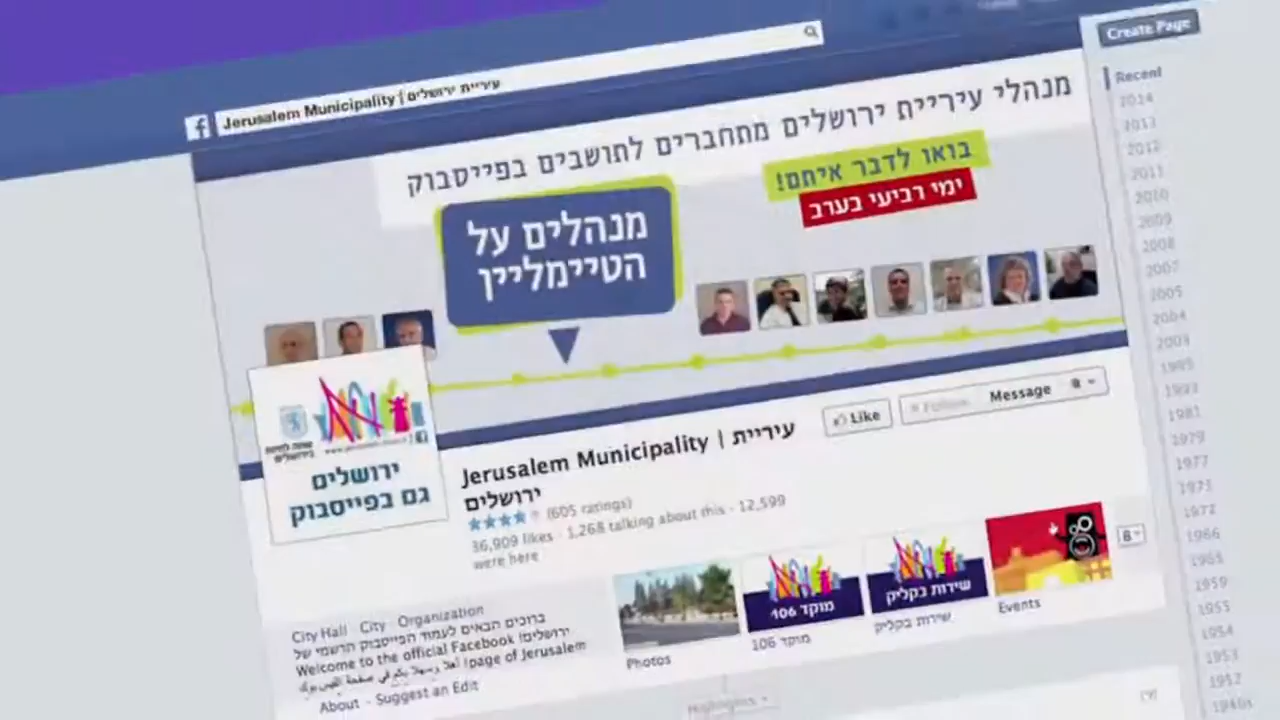 Create Page
Jerusalem Municipality | עיריית ירושלים
Recent
2014
2013
2012
2011
2010
2009
2008
2007
2005
2004
2003
מנהלי עיריית ירושלים מתחברים לתושבים בפייסבוק
בואו לדבר איתם!
ימי רביעי בערב
מנהלים על
הטיימליין
1981
1979
1977
1972
1966
1959
1954
1953
1952
1940s
ירושלים
גם בפייסבוק
Jerusalem Municipality | עיריית
ירושלים
(605 ratings)
36,909 likes · 1,268 talking about this · 12,599
were here
Like
Follow
Message
City Hall · City · Organization
ברוכים הבאים לעמוד הפייסבוק הרשמי של
ירושלים!
Welcome to the official Facebook
page of Jerusalem!
About - Suggest an Edit
Photos
מוקד 106
מוקד 106
שירות בקליק
שירות בקליק
Events
8
Highlights